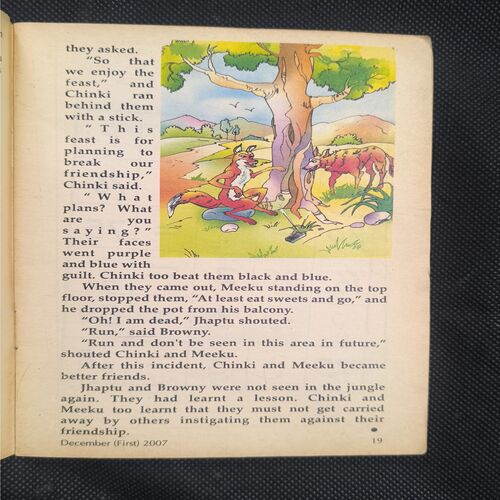 they asked.
"So that
we enjoy the
feast," and
Chinki ran
behind them
with a stick.
"This
feast is for
planning to
break our
friendship,"
Chinki said.
"What
plans? What
are you
saying?"
Their faces
went purple
and blue with
guilt. Chinki too beat them black and blue.
When they came out, Meeku standing on the top
floor, stopped them, "At least eat sweets and go," and
he dropped the pot from his balcony.
"Oh! I am dead," Jhaptu shouted.
"Run," said Browny.
"Run and don't be seen in this area in future,"
shouted Chinki and Meeku.
After this incident, Chinki and Meeku became
better friends.
Jhaptu and Browny were not seen in the jungle
again. They had learnt a lesson. Chinki and
Meeku too learnt that they must not get carried
away by others instigating them against their
friendship.
December (First) 2007
19